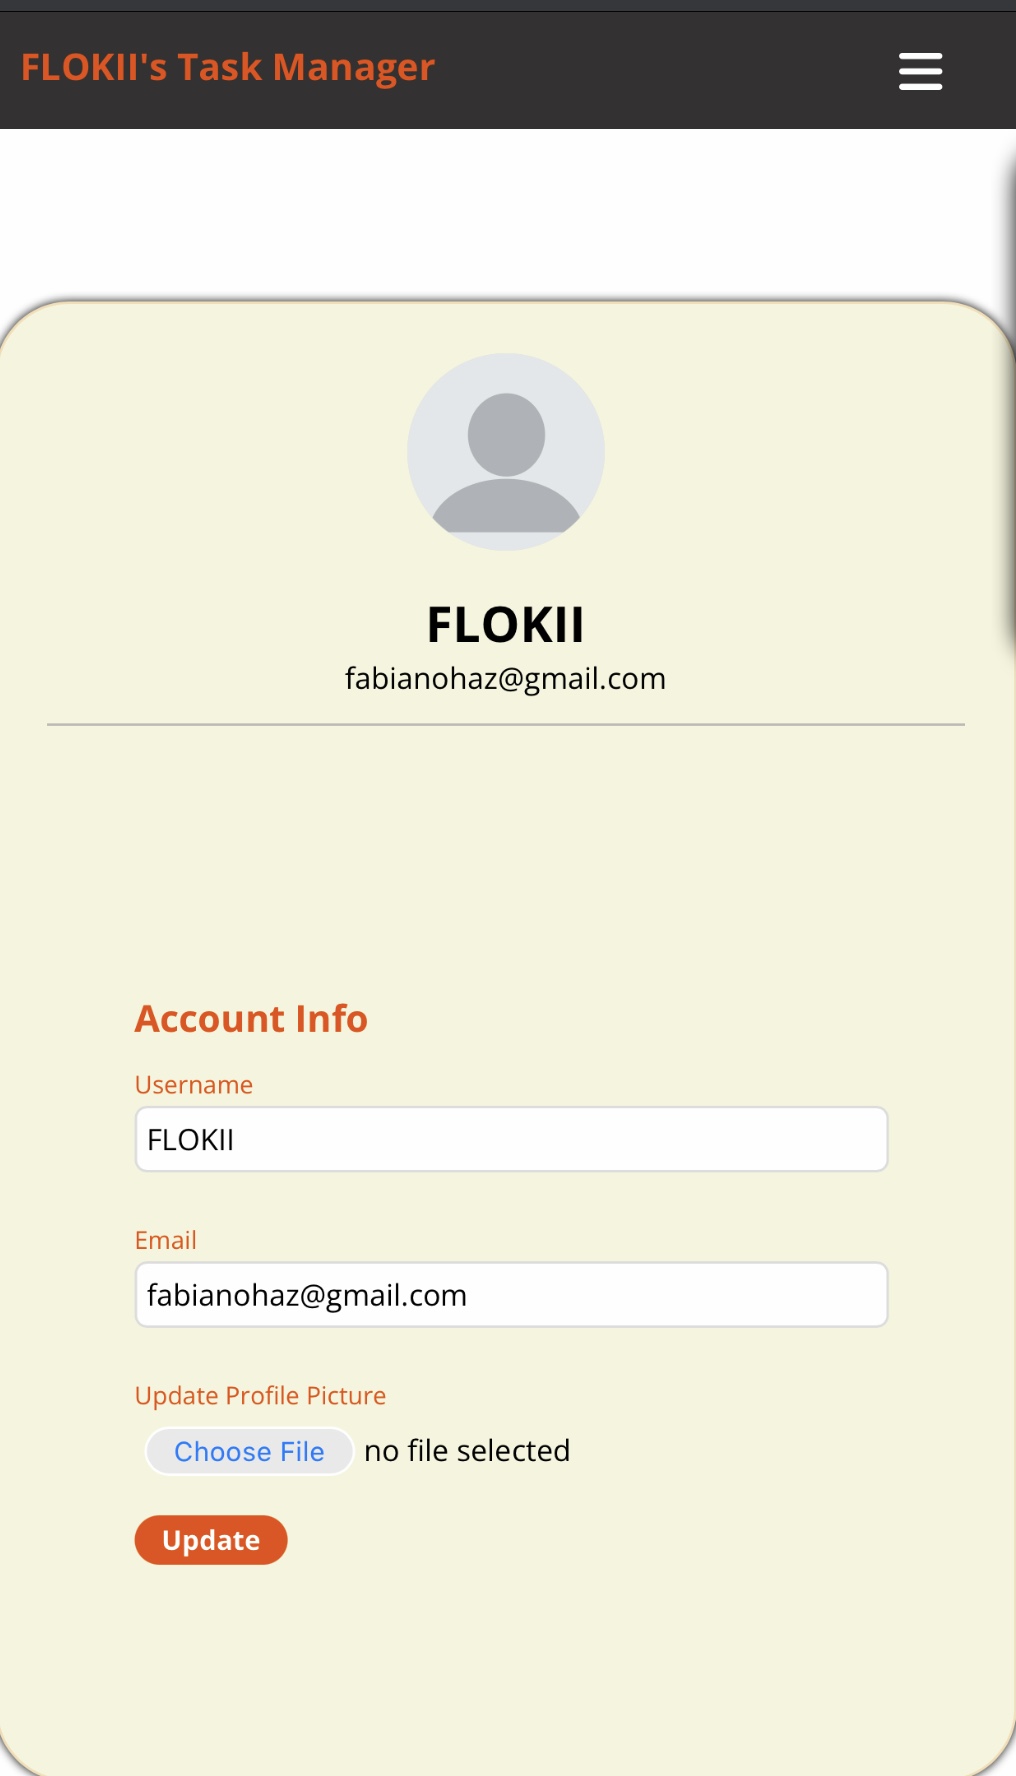 FLOKII's Task Manager
FLOKII
fabianohaz@gmail.com
Account Info
Username
FLOKII
Email
fabianohaz@gmail.com
Update Profile Picture
Choose File no file selected
Update